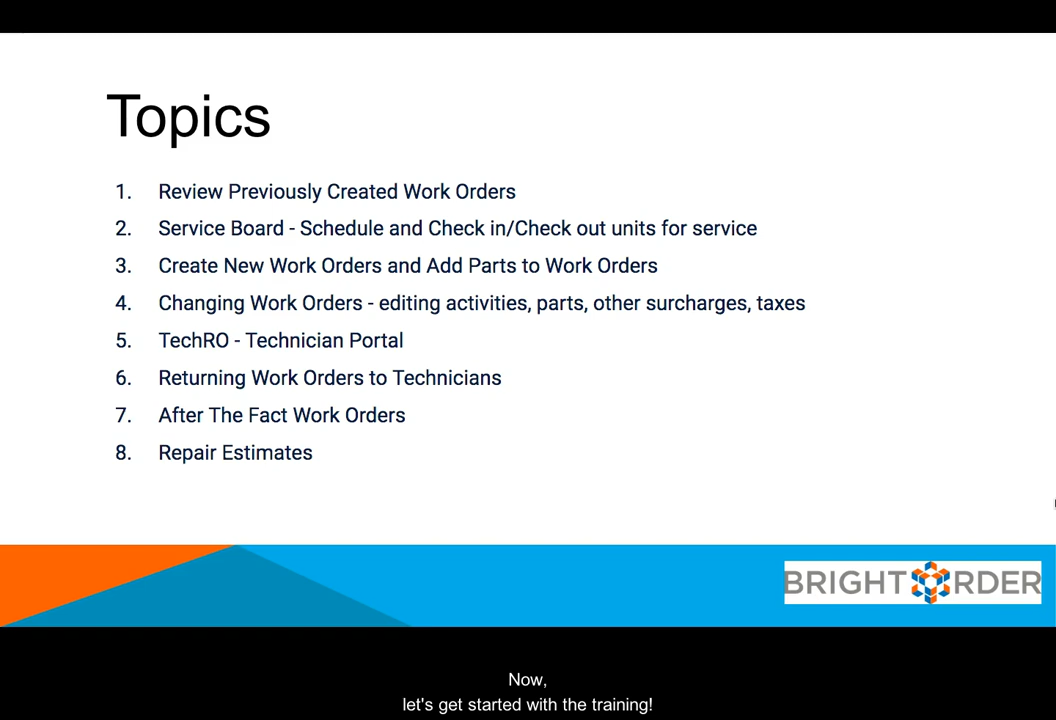 Topics
1. Review Previously Created Work Orders
2. Service Board - Schedule and Check in/Check out units for service
3. Create New Work Orders and Add Parts to Work Orders
4. Changing Work Orders - editing activities, parts, other surcharges, taxes
5. TechRO - Technician Portal
6. Returning Work Orders to Technicians
7. After The Fact Work Orders
8. Repair Estimates
BRIGHTORDER
Now,
let's get started with the training!